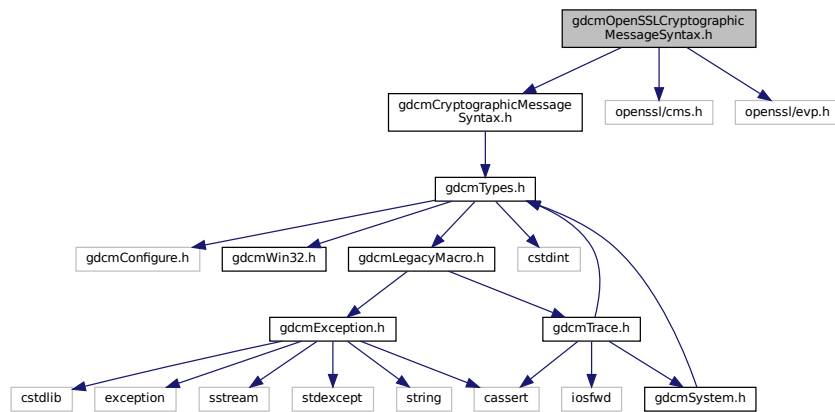 gdcmOpenSSLCryptographic
MessageSyntax.h
gdcmCryptographicMessage
Syntax.h
openssl/cms.h
openssl/evp.h
gdcmTypes.h
gdcmConfigure.h
gdcmWin32.h
gdcmLegacyMacro.h
cstdint
gdcmException.h
gdcmTrace.h
cstdlib
exception
sstream
stdexcept
string
cassert
iosfwd
gdcmSystem.h